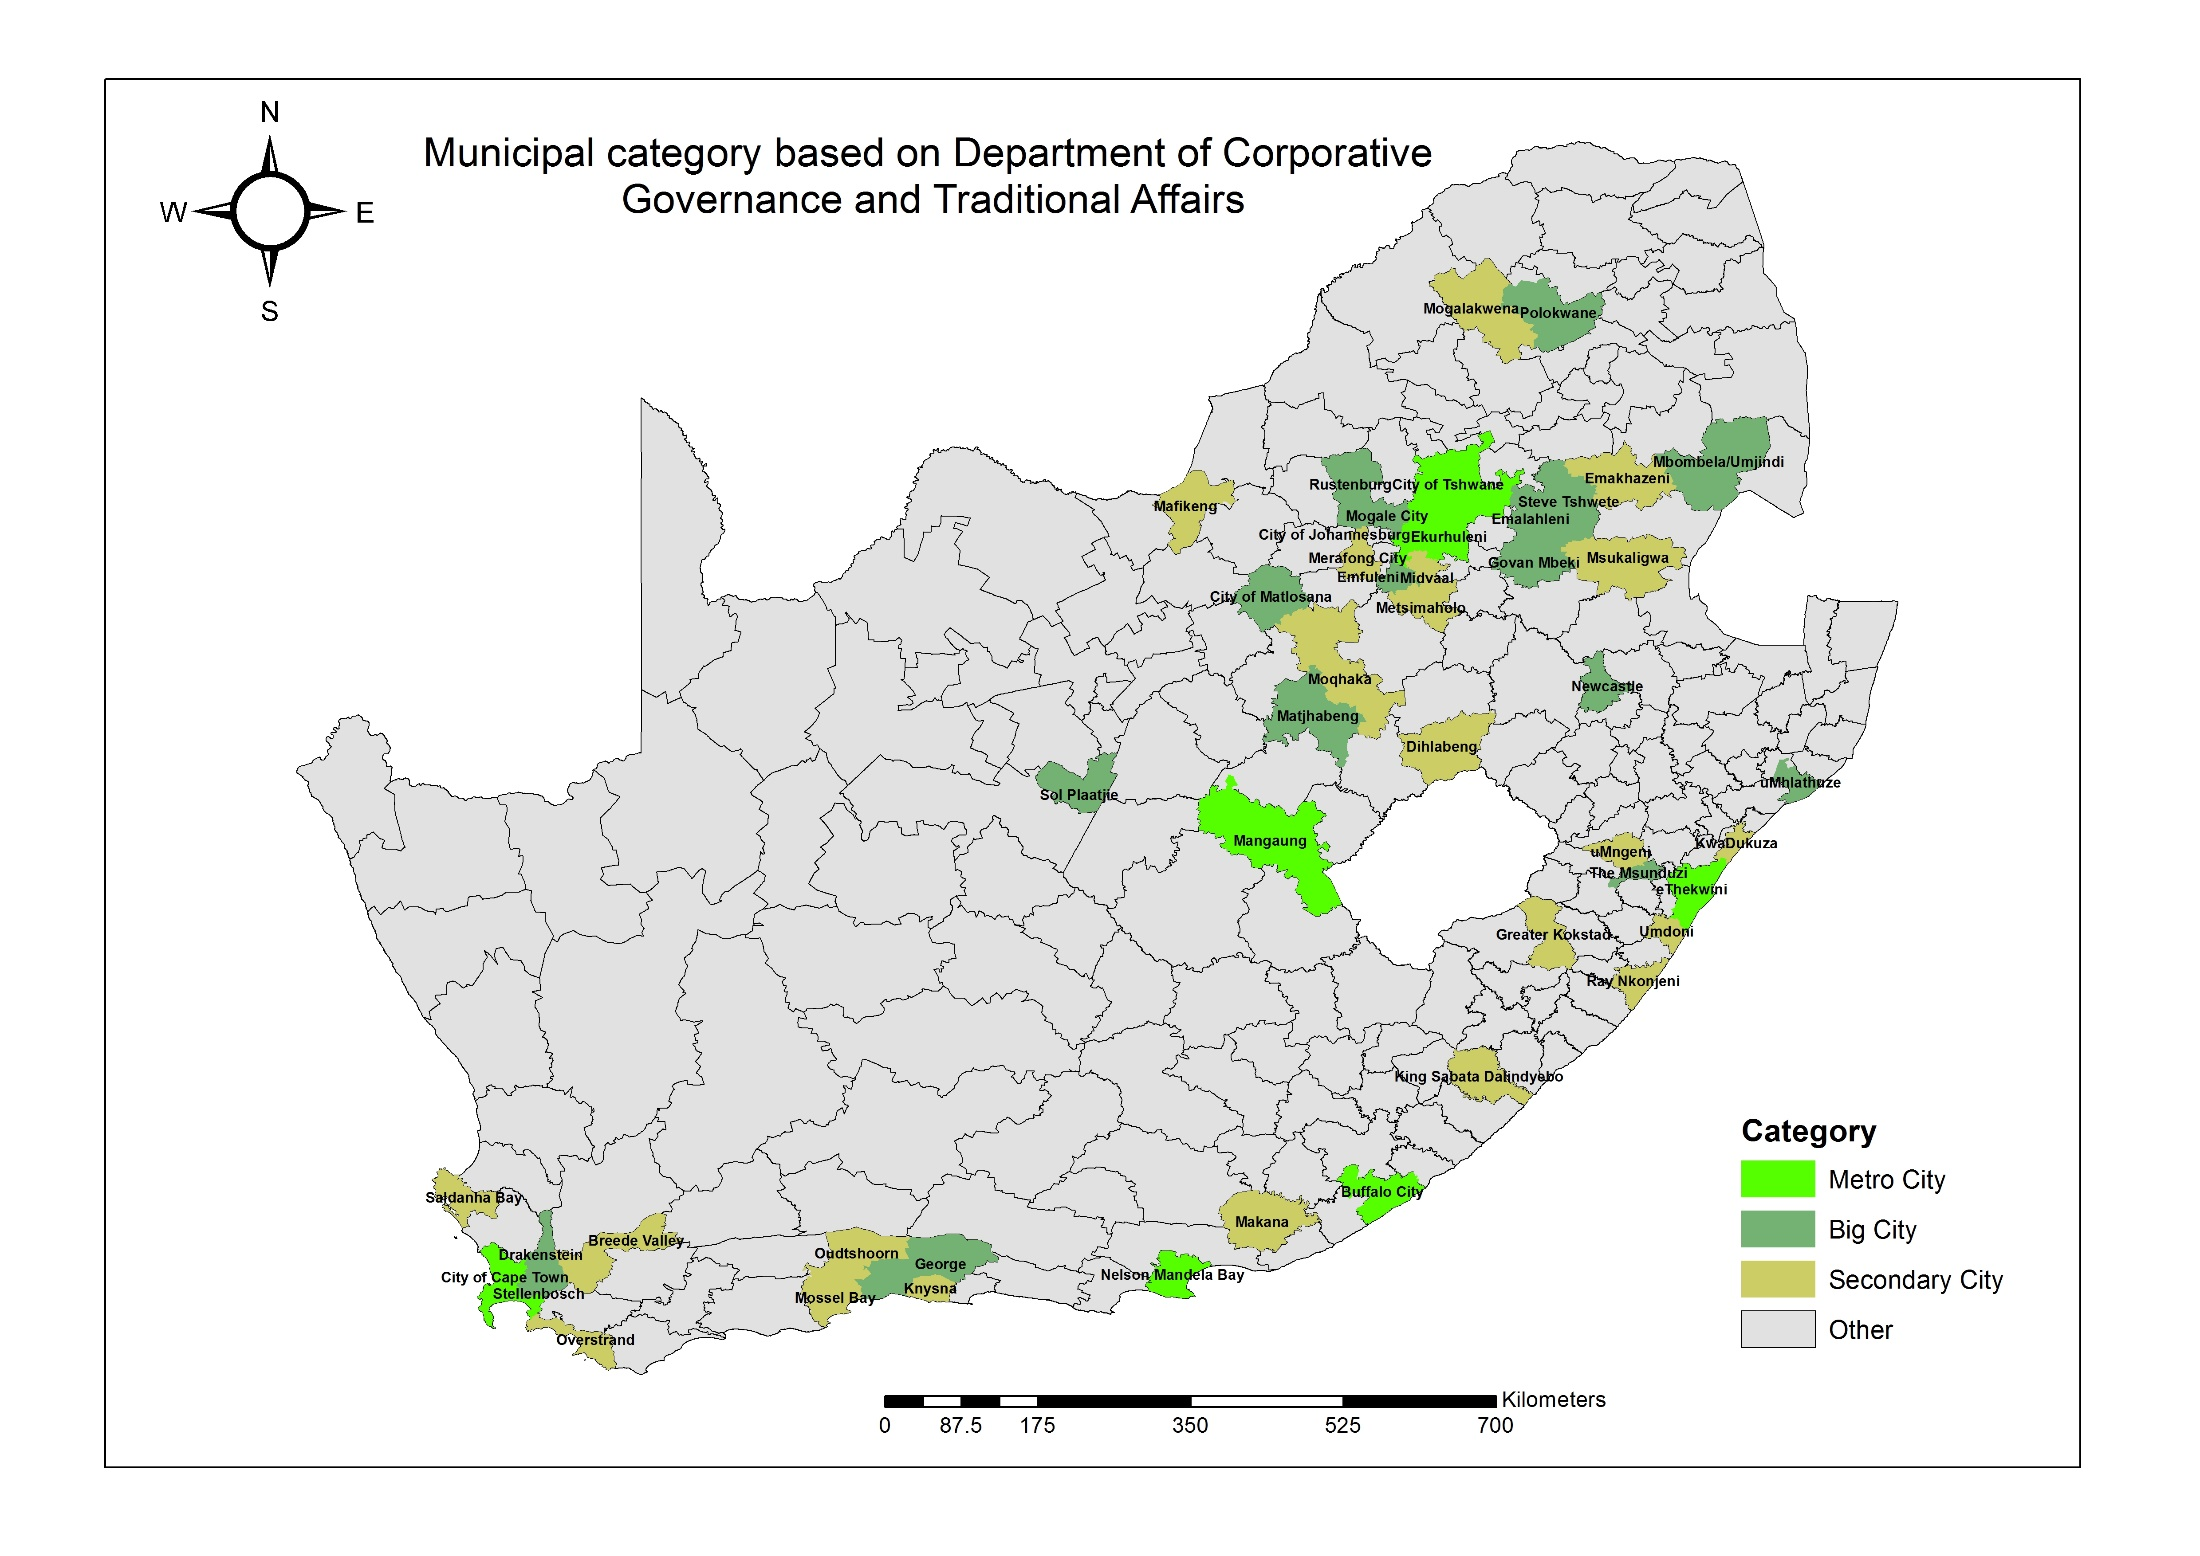 N
W
E
S
Municipal category based on Department of Corporative
Governance and Traditional Affairs
Mogalakwena
Polokwane
Mbombela/Umjindi
Emakhazeni
Rustenburg
City of Tshwane
Steve Tshwete
Mafikeng
Mogale City
Emalahleni
City of Johannesburg
Ekurhuleni
Merafong City
Govan Mbeki
Msukaligwa
Emfuleni
Midvaal
City of Matlosana
Metsimaholo
Moqhaka
Newcastle
Matjhabeng
Dihlabeng
uMhlathuze
Sol Plaatjie
Mangaung
KwaDukuza
uMngeni
The Msunduzi
eThekwini
Greater Kokstad
Umdoni
Ray Nkonjeni
King Sabata Dalindyebo
Buffalo City
Saldanha Bay
Makana
Breede Valley
Drakenstein
Oudtshoorn
George
City of Cape Town
Nelson Mandela Bay
Stellenbosch
Knysna
Mossel Bay
Overstrand
Category
Metro City
Big City
Secondary City
Other
Kilometers
0 87.5 175 350 525 700